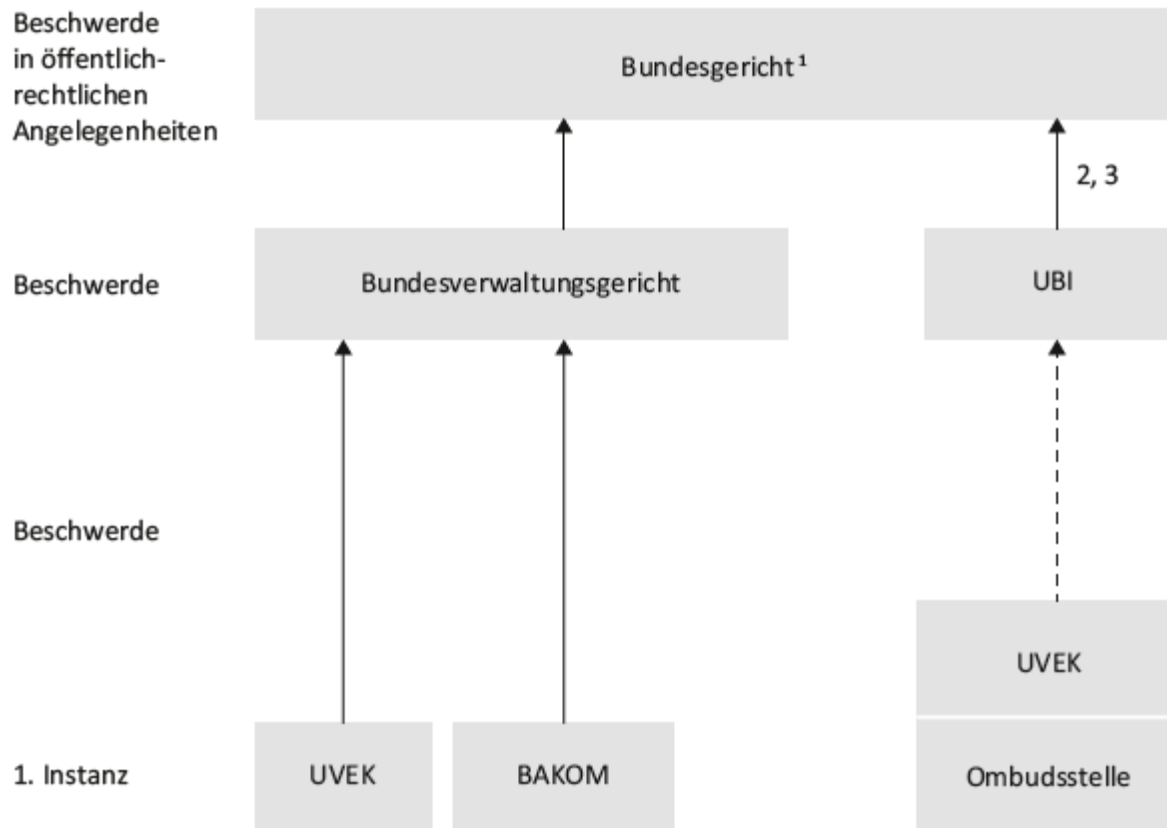 Beschwerde
in öffentlich-
rechtlichen
Angelegenheiten
Bundesgericht¹
2, 3
Beschwerde
Bundesverwaltungsgericht
UBI
Beschwerde
UVEK
1. Instanz
UVEK
BAKOM
Ombudsstelle